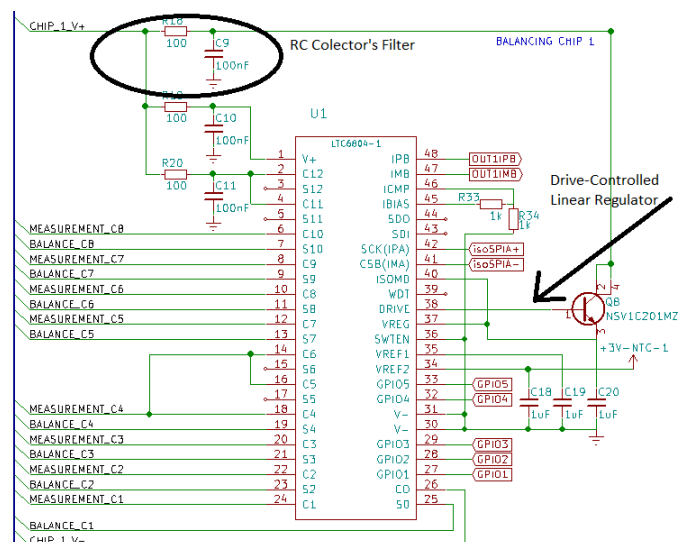 CHIP_1_V+
R18
100
C9
100nF
RC Colector's Filter
BALANCING CHIP 1
100
C10
100nF
R20
100
C11
100nF
U1
LTC6804-1
1 V+ IPB 48 OUT1IPB
2 C12 IMB 47 OUT1IMB
3 S12 ICMP 46
4 C11 IBIAS 45
5 S11 SDO 44
MEASUREMENT_C8 6 C10 SDI 43
BALANCE_C8 7 S10 SCK(IPA) 42 isoSPIA+
MEASUREMENT_C7 8 C9 CSB(IMA) 41 isoSPIA-
BALANCE_C7 9 S9 ISOMD 40
MEASUREMENT_C6 10 C8 WDT 39
BALANCE_C6 11 S8 DRIVE 38
MEASUREMENT_C5 12 C7 VREG 37
BALANCE_C5 13 S7 SWTEN 36
14 C6 VREF1 35
15 S6 VREF2 34
16 C5 GPIO5 33 GPIO5
17 S5 GPIO4 32 GPIO4
MEASUREMENT_C4 18 C4 V- 31
BALANCE_C4 19 S4 V- 30
MEASUREMENT_C3 20 C3 GPIO3 29 GPIO3
BALANCE_C3 21 S3 GPIO2 28 GPIO2
MEASUREMENT_C2 22 C2 GPIO1 27 GPIO1
BALANCE_C2 23 S2 C0 26
MEASUREMENT_C1 24 C1 S0 25
BALANCE_C1
CHIP_1_V-
R33
1k
R34
1k
Drive-Controlled
Linear Regulator
2 4
1
Q8
NSV1C201MZ
3
+3V-NTC-1
C18
1uF
C19
1uF
C20
1uF